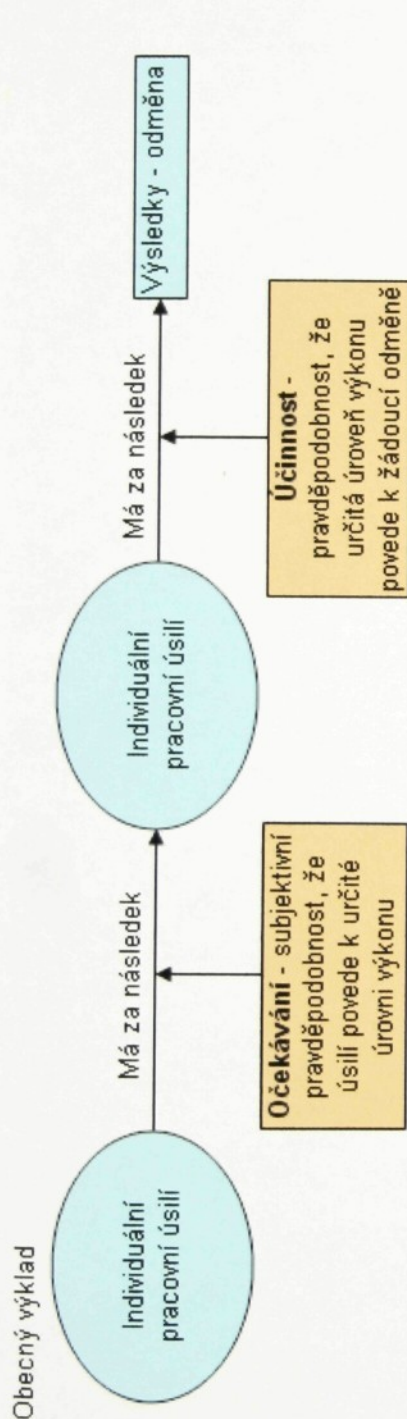 Obecný výklad
Individuální
pracovní úsilí
Má za následek
Očekávání - subjektivní
pravděpodobnost, že
úsilí povede k určité
úrovni výkonu
Individuální
pracovní úsilí
Má za následek
Účinnost -
pravděpodobnost, že
určitá úroveň výkonu
povede k žádoucí odměně
Výsledky - odměna